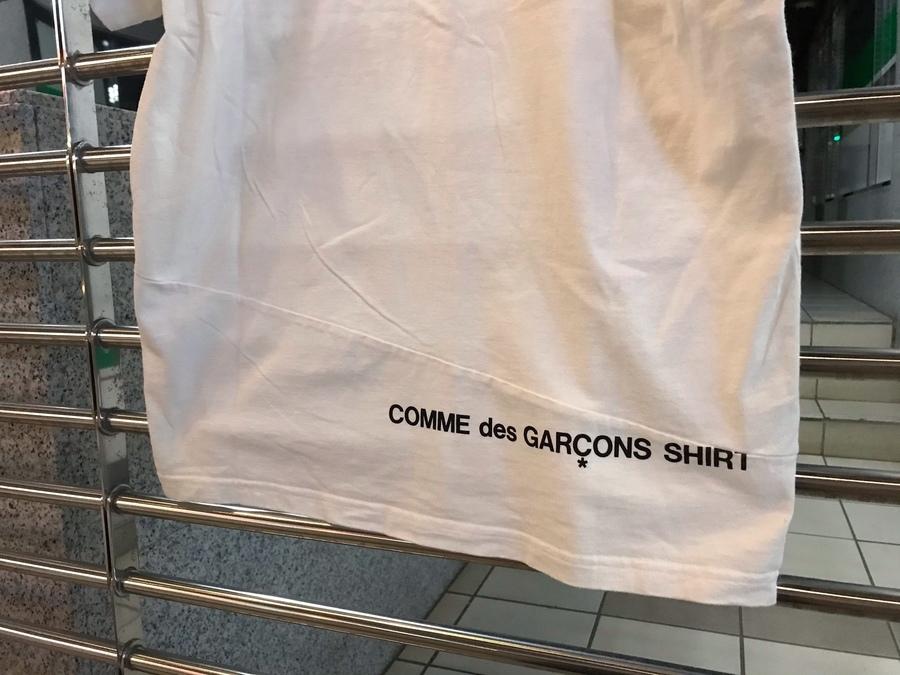 COMME des GARÇONS SHIRT
*